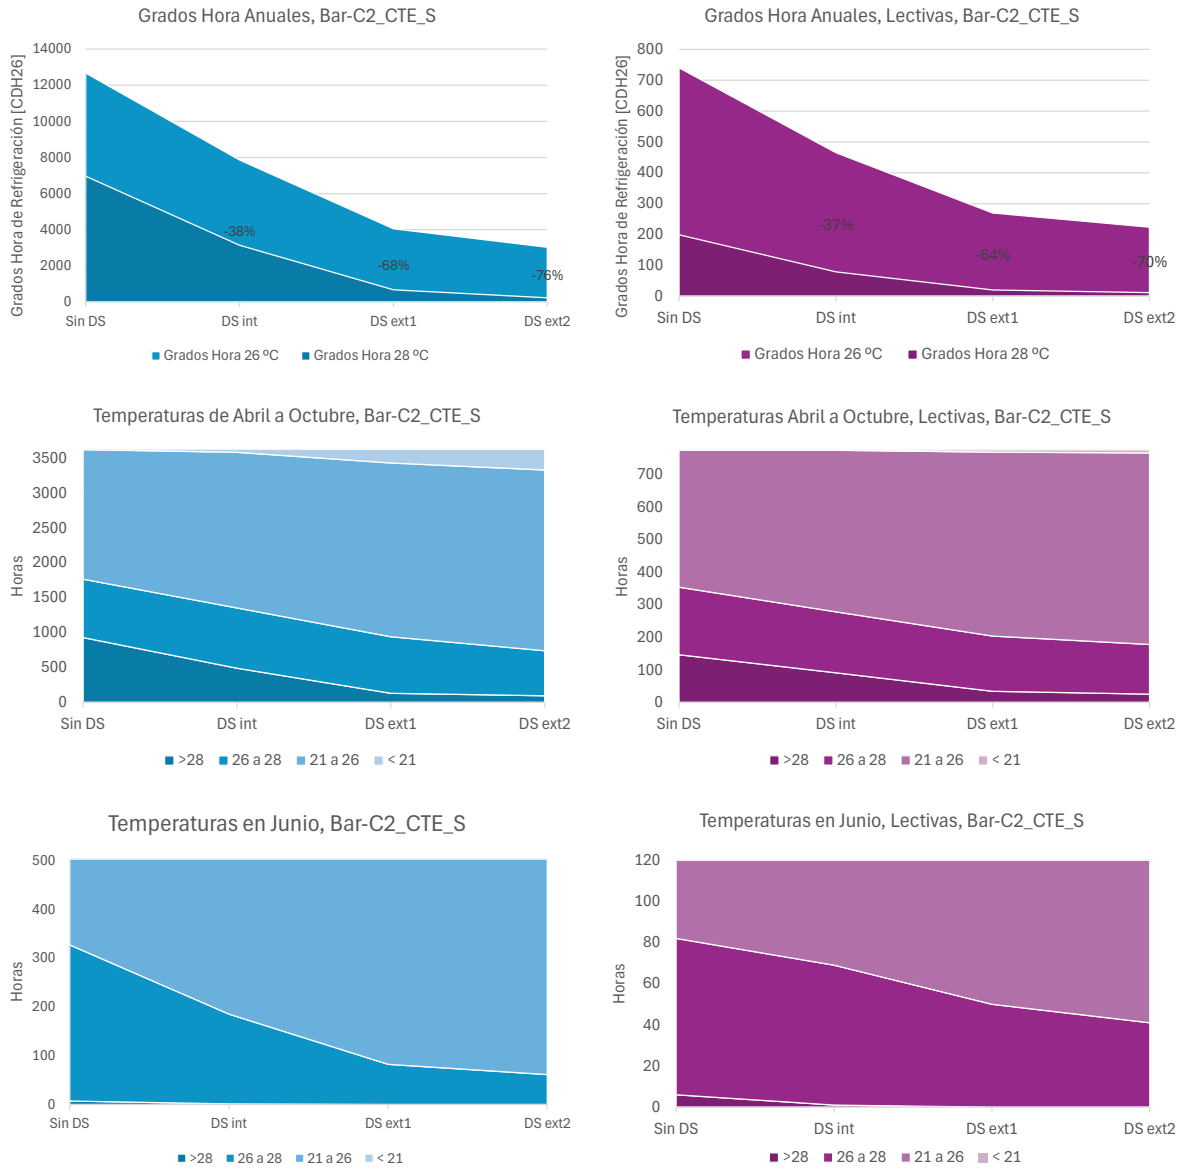 Grados Hora Anuales, Bar-C2_CTE_S
Grados Hora de Refrigeración [CDH26]
14000
12000
10000
8000
6000
4000
2000
0
-38%
-68%
-76%
Sin DS DS int DS ext1 DS ext2
Grados Hora 26 ºC Grados Hora 28 ºC
Grados Hora Anuales, Lectivas, Bar-C2_CTE_S
Grados Hora de Refrigeración [CDH26]
800
700
600
500
400
300
200
100
0
-37%
-64%
-70%
Sin DS DS int DS ext1 DS ext2
Grados Hora 26 ºC Grados Hora 28 ºC
Temperaturas de Abril a Octubre, Bar-C2_CTE_S
Horas
3500
3000
2500
2000
1500
1000
500
0
Sin DS DS int DS ext1 DS ext2
>28 26 a 28 21 a 26 < 21
Temperaturas Abril a Octubre, Lectivas, Bar-C2_CTE_S
Horas
700
600
500
400
300
200
100
0
Sin DS DS int DS ext1 DS ext2
>28 26 a 28 21 a 26 < 21
Temperaturas en Junio, Bar-C2_CTE_S
Horas
500
400
300
200
100
0
Sin DS DS int DS ext1 DS ext2
>28 26 a 28 21 a 26 < 21
Temperaturas en Junio, Lectivas, Bar-C2_CTE_S
Horas
120
100
80
60
40
20
0
Sin DS DS int DS ext1 DS ext2
>28 26 a 28 21 a 26 < 21